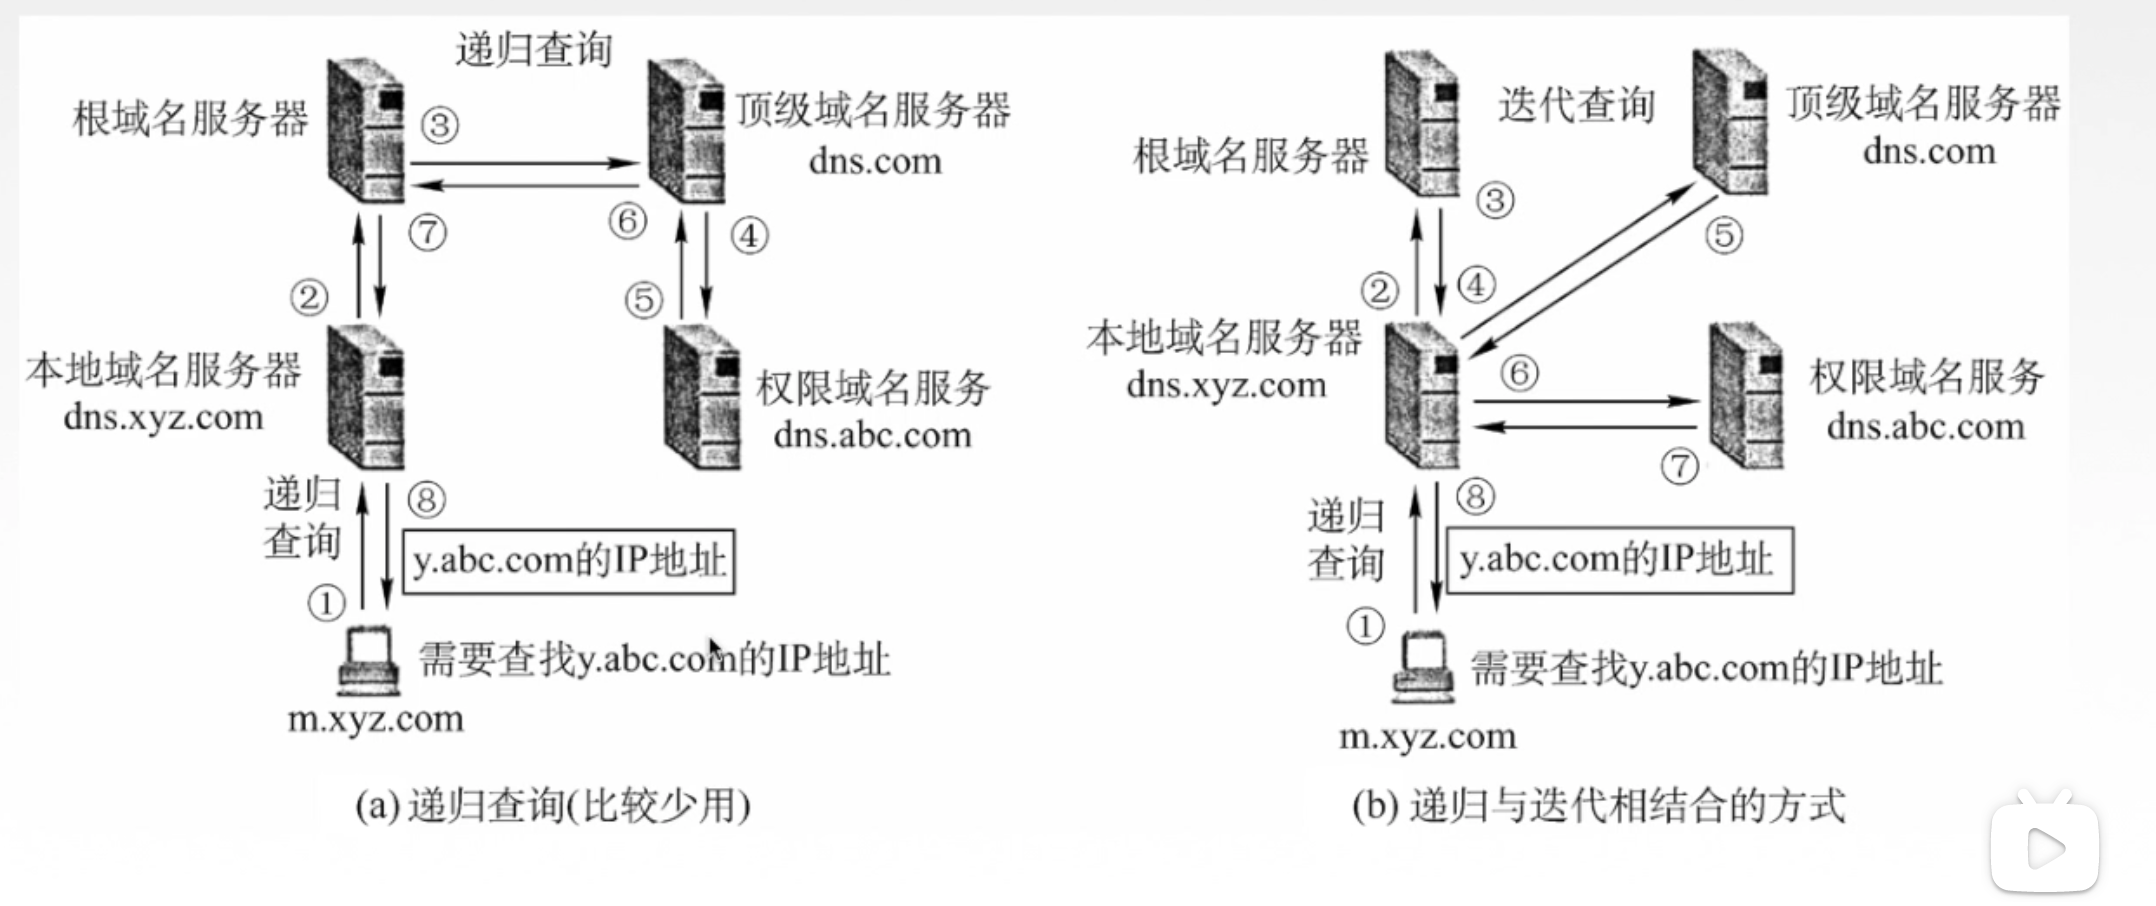 递归查询
根域名服务器
③
顶级域名服务器
dns.com
⑥
⑦
④
②
⑤
本地域名服务器
dns.xyz.com
权限域名服务
dns.abc.com
递归
查询
⑧
y.abc.com的IP地址
①
需要查找y.abc.com的IP地址
m.xyz.com
(a) 递归查询(比较少用)
迭代查询
根域名服务器
顶级域名服务器
dns.com
③
⑤
②
④
本地域名服务器
dns.xyz.com
⑥
权限域名服务
dns.abc.com
⑦
递归
查询
⑧
y.abc.com的IP地址
①
需要查找y.abc.com的IP地址
m.xyz.com
(b) 递归与迭代相结合的方式